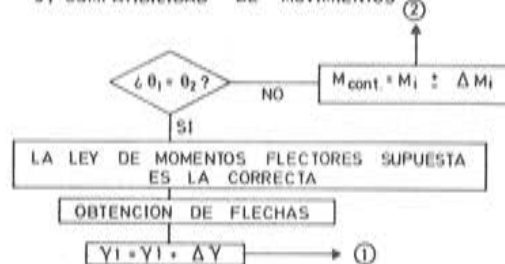 COMPATIBILIDAD DE MOVIMIENTOS
②
¿ θ₁ = θ₂ ?
NO
M cont. = Mᵢ ± Δ Mᵢ
SI
LA LEY DE MOMENTOS FLECTORES SUPUESTA
ES LA CORRECTA
OBTENCION DE FLECHAS
Yi = Yi + ΔY
①